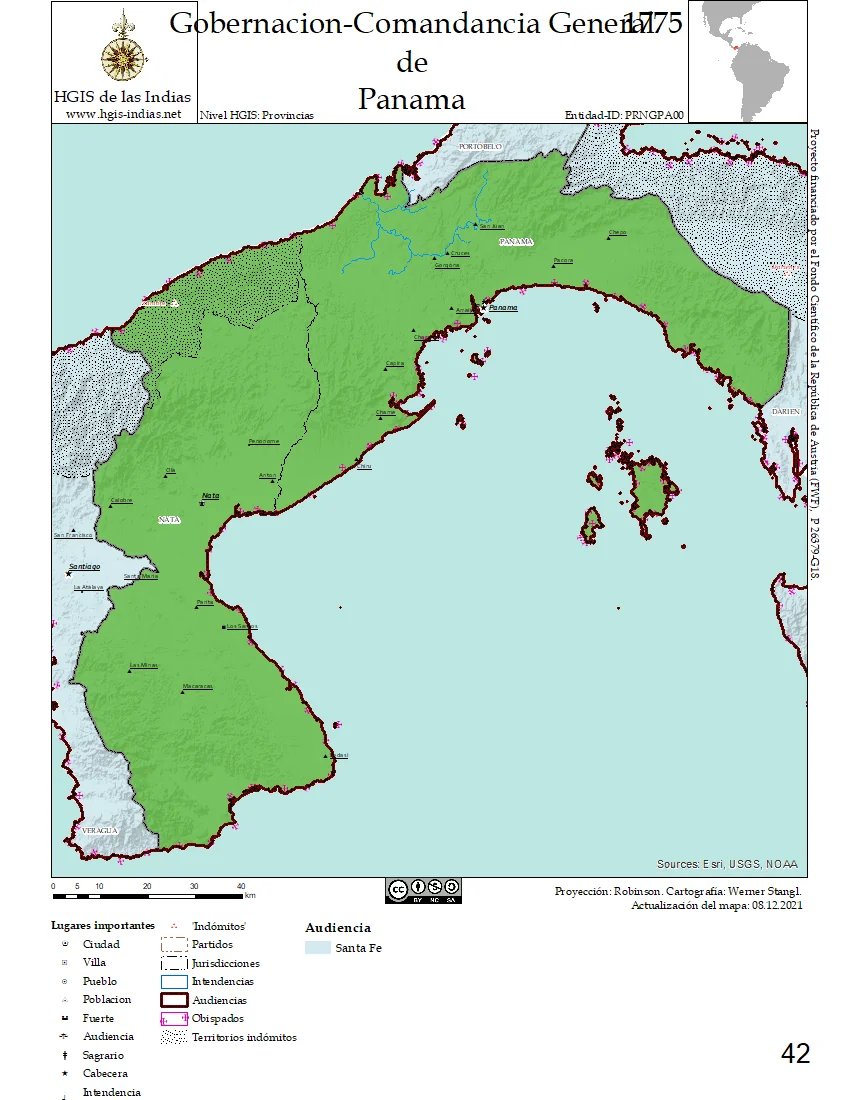 Gobernacion-Comandancia General
1775
de
Panama
HGIS de las Indias
www.hgis-indias.net
Nivel HGIS: Provincias
Entidad-ID: PRNGPA00
PORTOBELO
San Juan
PANAMA
Chepo
Cruces
Gorgona
Pacora
Panama
Capira
Chame
Penonome
Chiru
Ola
Anton
Nata
Calobre
NATA
San Francisco
Santiago
Santa Maria
La Atalaya
Parita
Los Santos
Las Minas
Macaracas
VERAGUA
DARIEN
Proyecto financiado por el Fondo Científico de la República de Austria (FWF). P 26379-G18.
Sources: Esri, USGS, NOAA
0 5 10 20 30 40
km
BY NC SA
Proyección: Robinson. Cartografía: Werner Stangl.
Actualización del mapa: 08.12.2021
Lugares importantes
Ciudad
Villa
Pueblo
Poblacion
Fuerte
Audiencia
Sagrario
Cabecera
Intendencia
'Indómitos'
Partidos
Jurisdicciones
Intendencias
Audiencias
Obispados
Territorios indómitos
Audiencia
Santa Fe
42